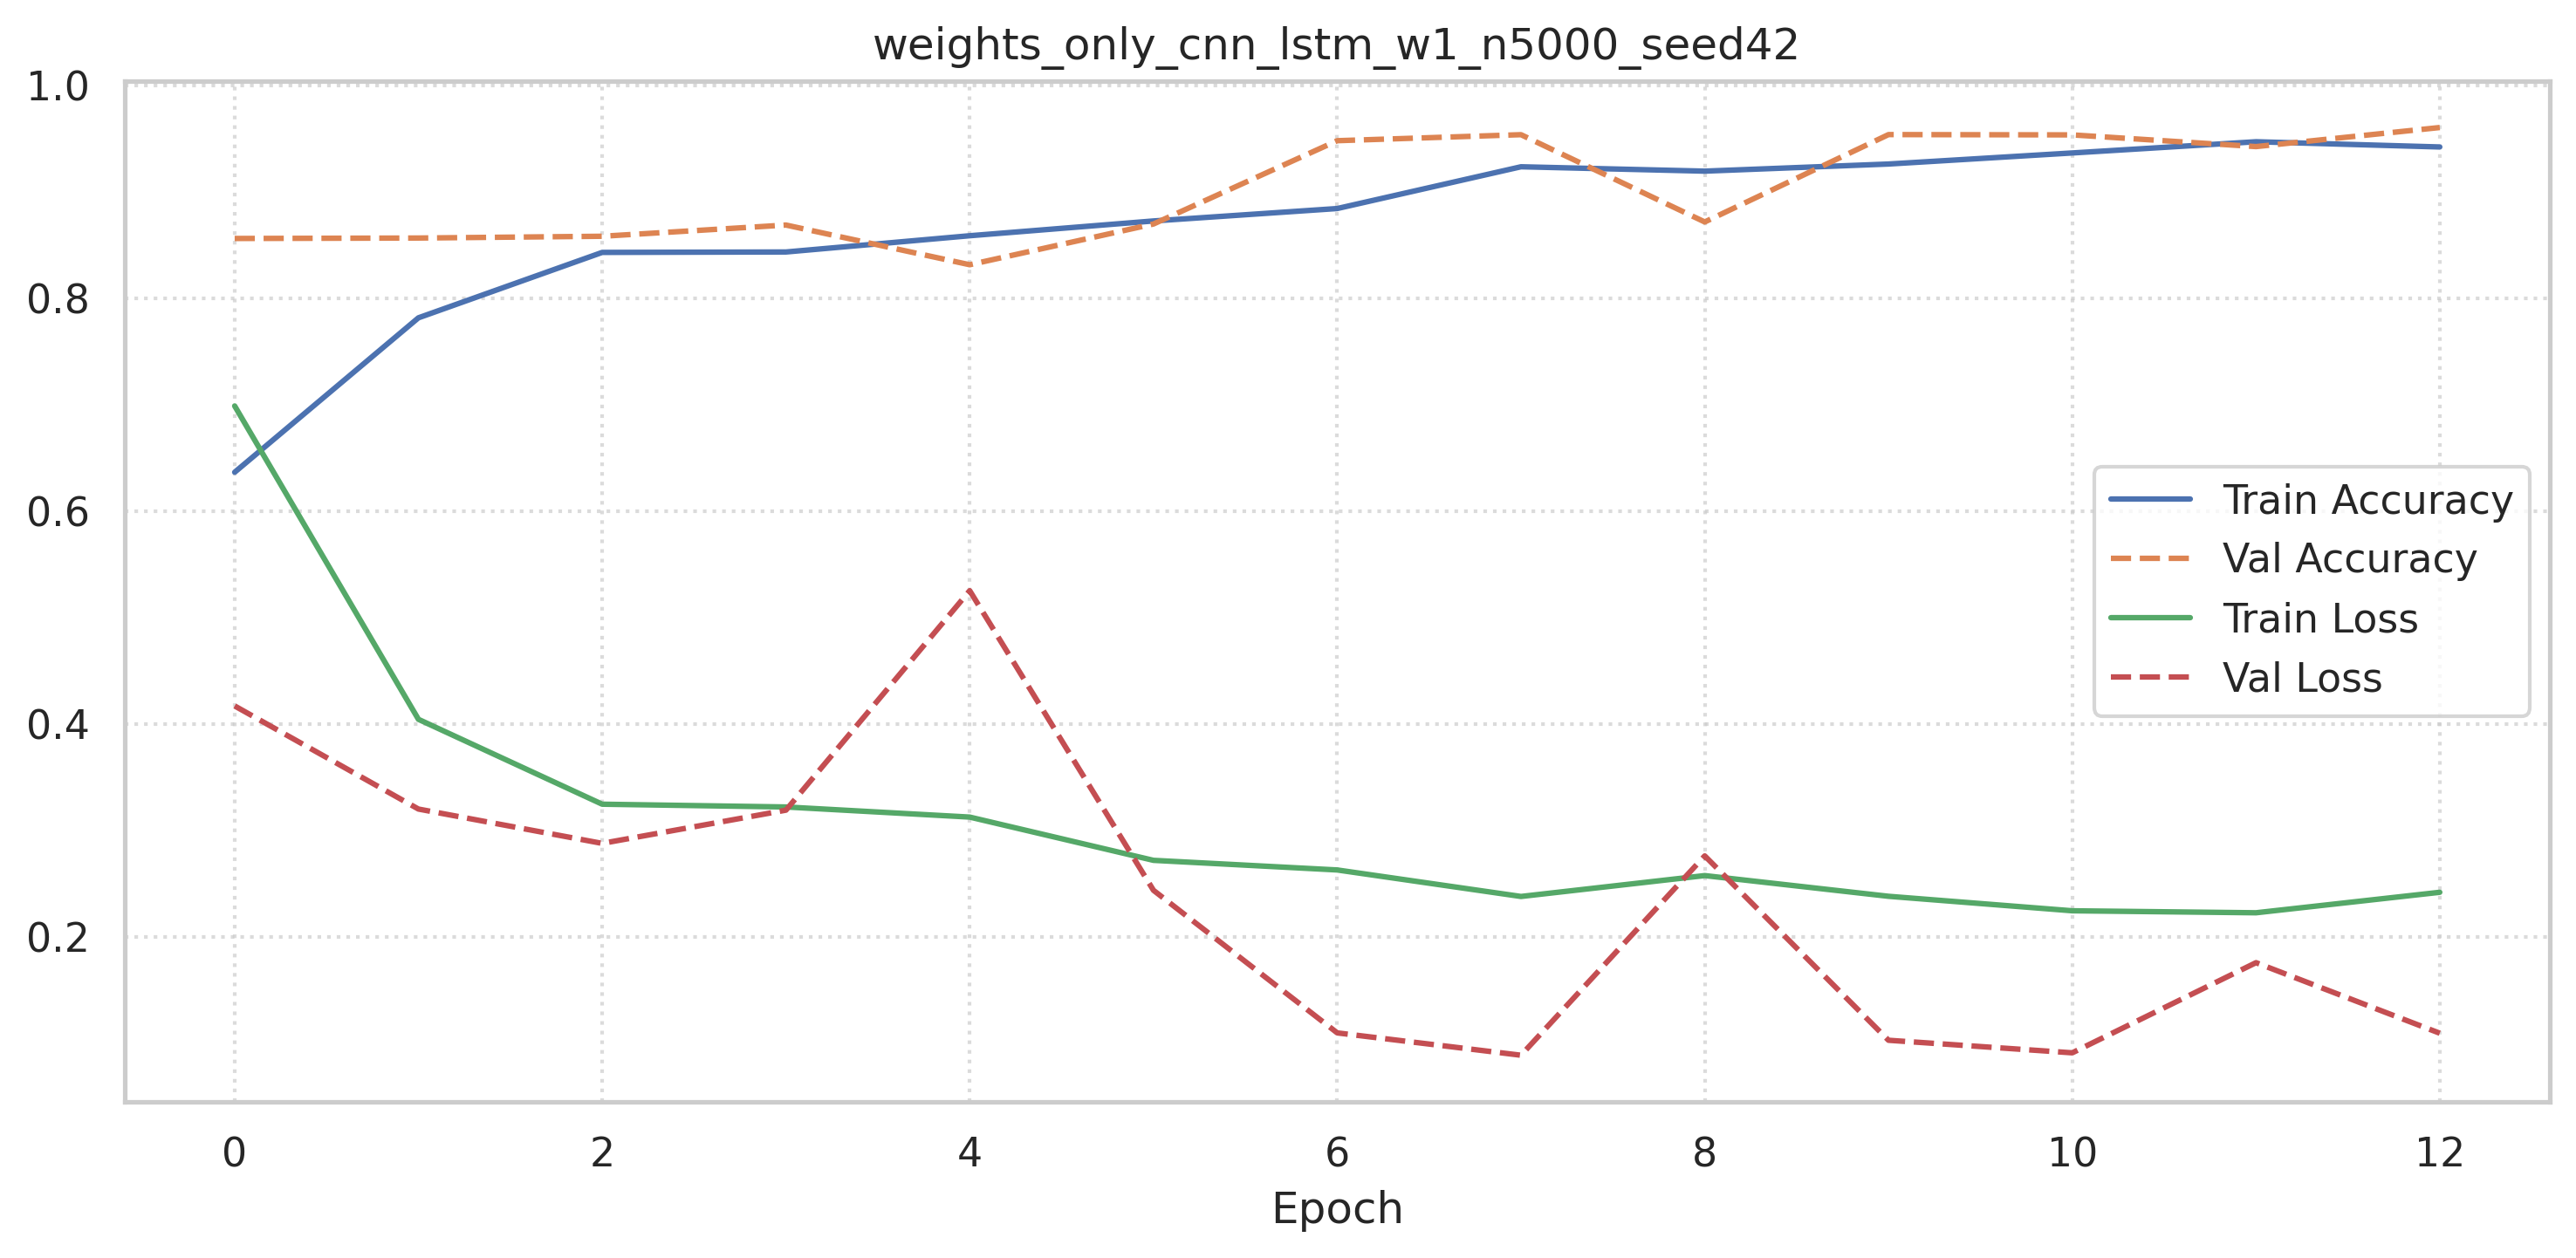 weights_only_cnn_lstm_w1_n5000_seed42
1.0
0.8
0.6
0.4
0.2
Train Accuracy
Val Accuracy
Train Loss
Val Loss
0 2 4 6 8 10 12
Epoch